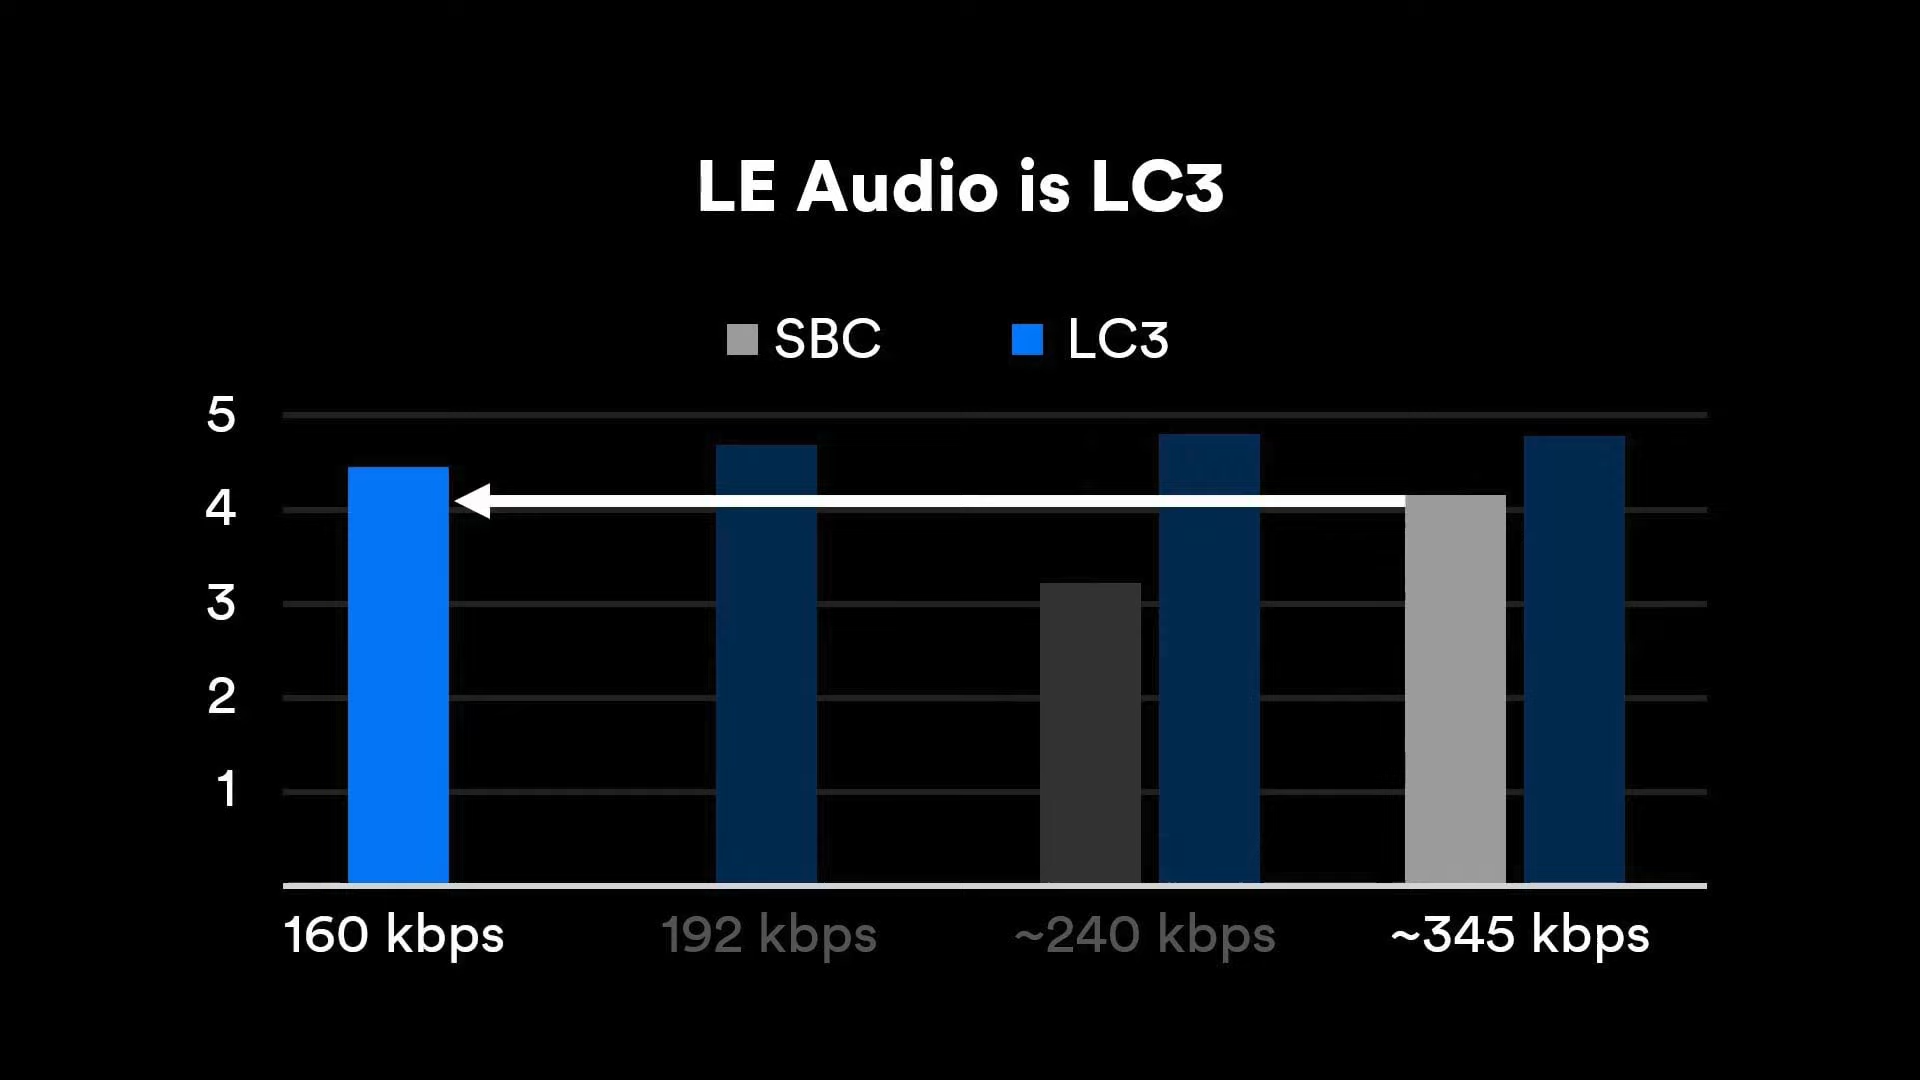 LE Audio is LC3
SBC
LC3
5
4
3
2
1
160 kbps
192 kbps
~240 kbps
~345 kbps